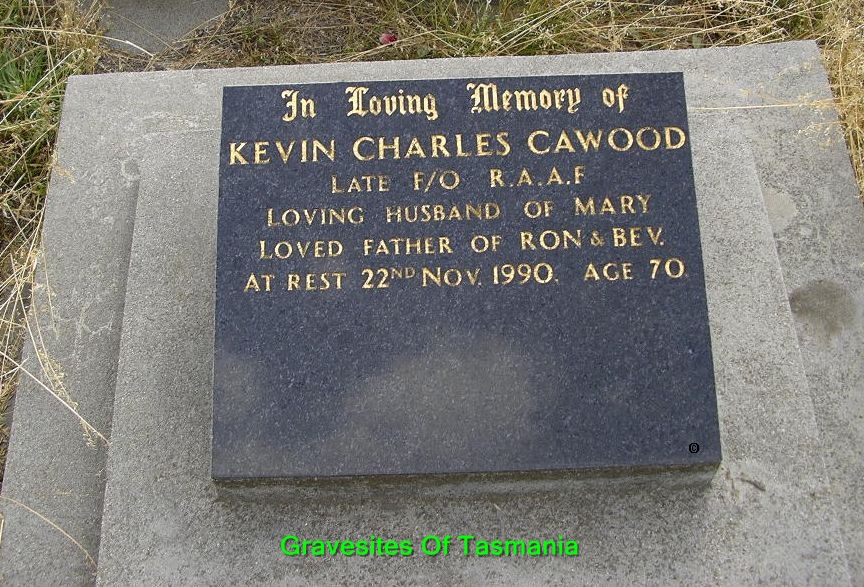 In Loving Memory of
KEVIN CHARLES CAWOOD
LATE F/O R.A.A.F
LOVING HUSBAND OF MARY
LOVED FATHER OF RON & BEV.
AT REST 22ND NOV. 1990. AGE 70.
Gravesites Of Tasmania